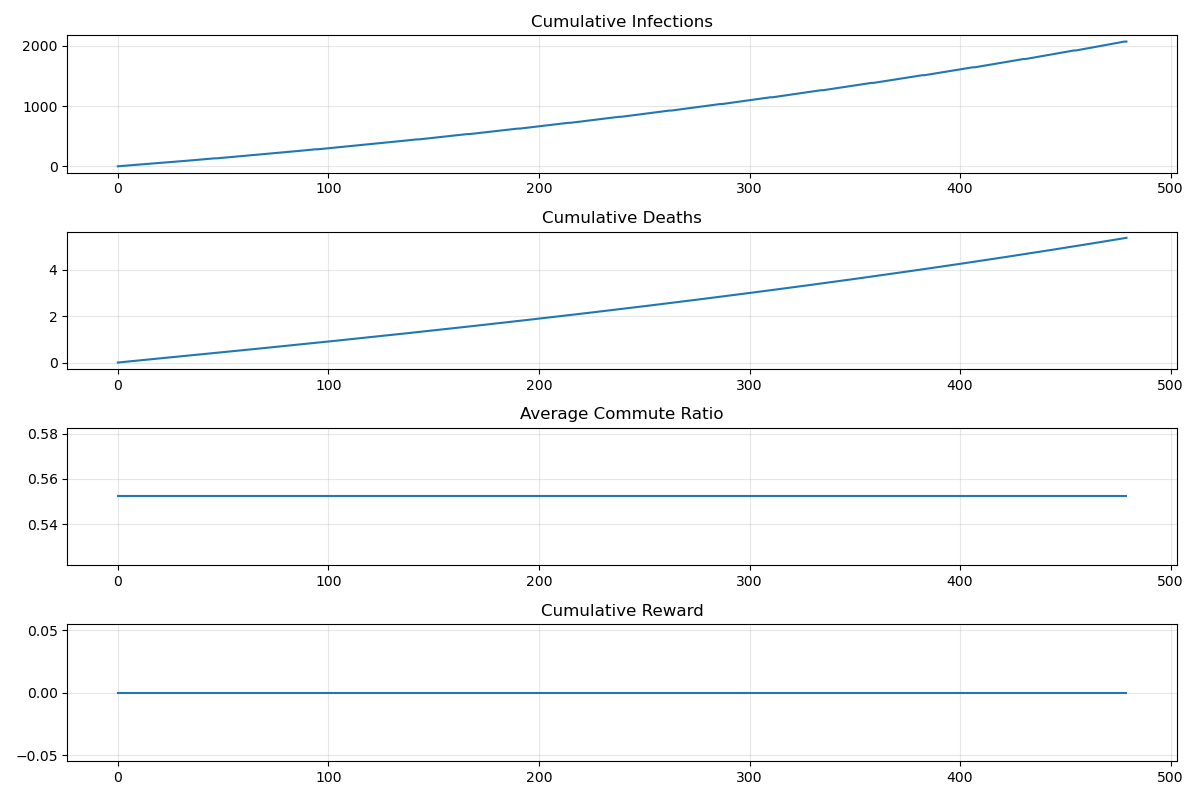 Cumulative Infections
2000
1000
0
0 100 200 300 400 500
Cumulative Deaths
4
2
0
0 100 200 300 400 500
Average Commute Ratio
0.58
0.56
0.54
0 100 200 300 400 500
Cumulative Reward
0.05
0.00
−0.05
0 100 200 300 400 500